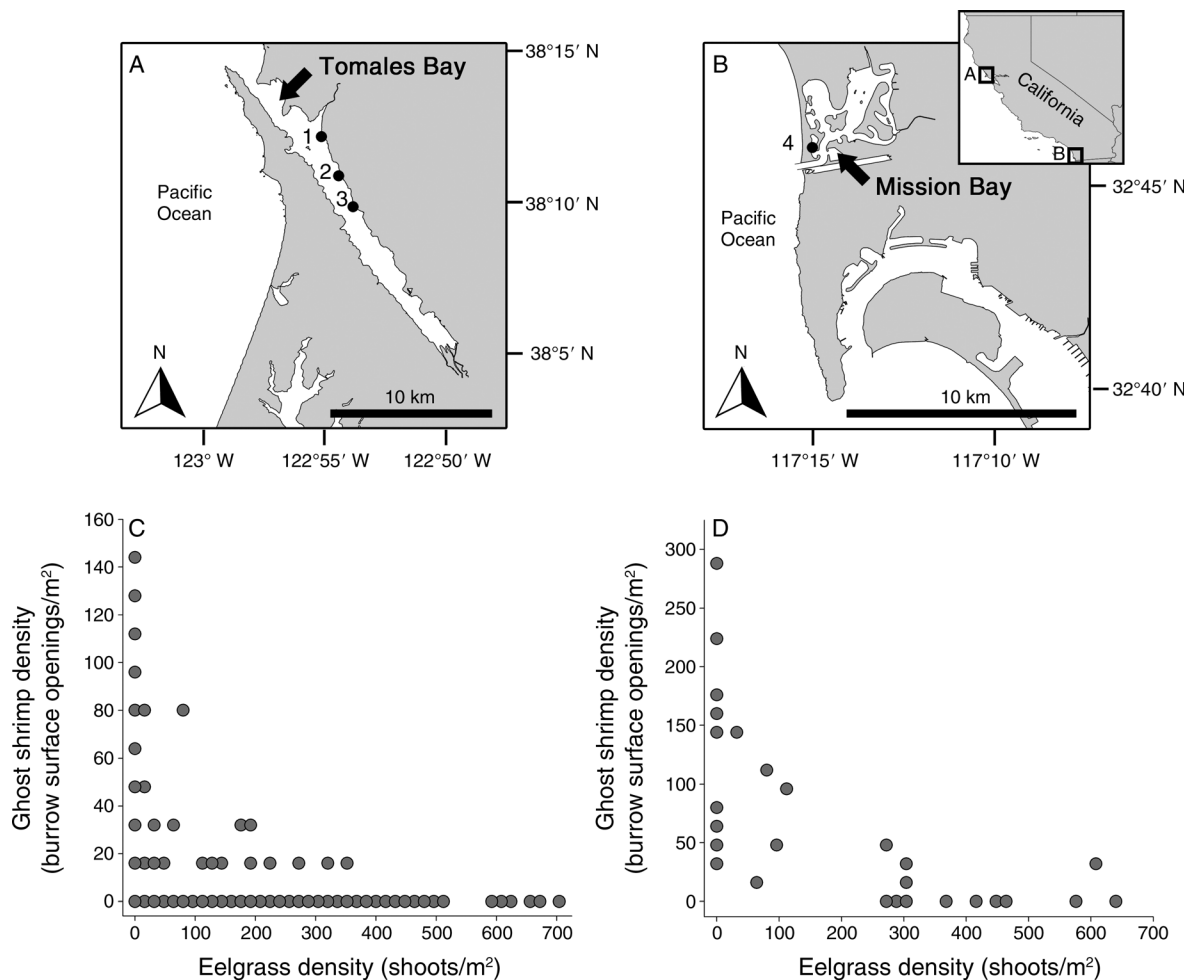 A
Tomales Bay
1
2
3
Pacific
Ocean
N
10 km
38°15′ N
38°10′ N
38°5′ N
123° W
122°55′ W
122°50′ W
B
4
Mission Bay
Pacific
Ocean
N
10 km
A
California
B
32°45′ N
32°40′ N
117°15′ W
117°10′ W
C
Ghost shrimp density
(burrow surface openings/m²)
160
140
120
100
80
60
40
20
0
0 100 200 300 400 500 600 700
Eelgrass density (shoots/m²)
D
Ghost shrimp density
(burrow surface openings/m²)
300
250
200
150
100
50
0
0 100 200 300 400 500 600 700
Eelgrass density (shoots/m²)